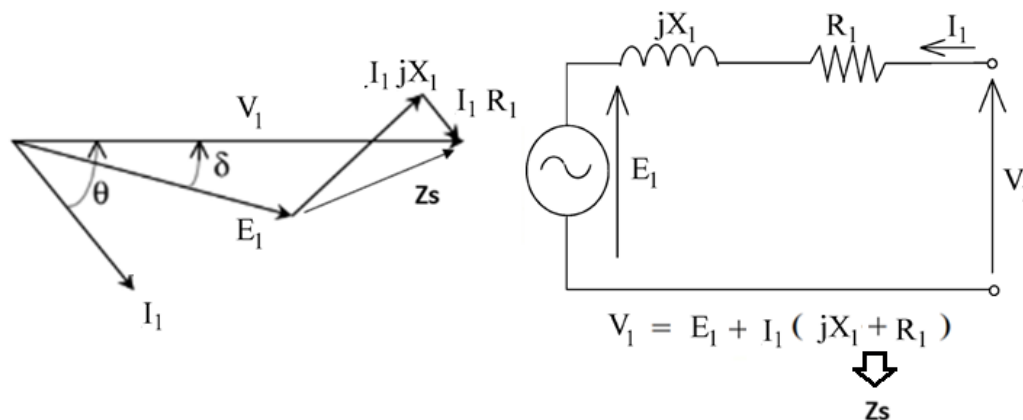 V₁
I₁ jX₁
I₁ R₁
δ
θ
E₁
Zs
I₁
jX₁
R₁
I₁
E₁
V
V₁ = E₁ + I₁ ( jX₁ + R₁ )
Zs